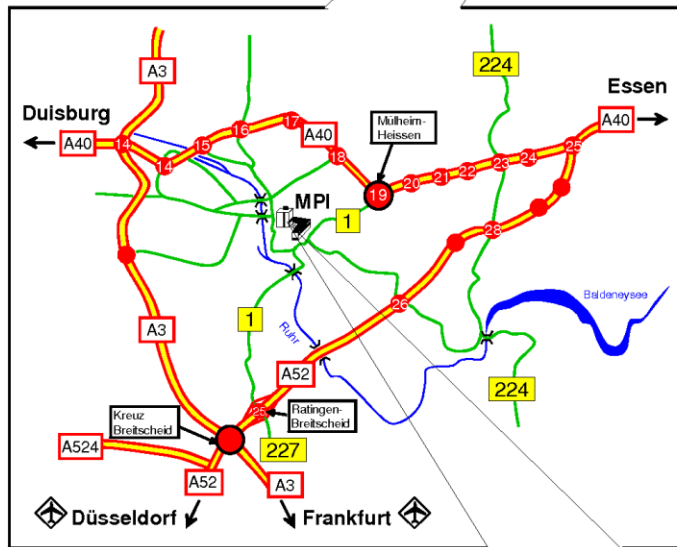 A3
224
Essen
Duisburg
A40
A40
A40
14
14
15
16
17
18
Mülheim-
Heissen
19
20
21
22
23
24
25
MPI
1
28
26
1
Ruhr
Baldeneysee
A3
A52
224
Kreuz
Breitscheid
25
Ratingen-
Breitscheid
227
A524
A52
A3
Düsseldorf
Frankfurt